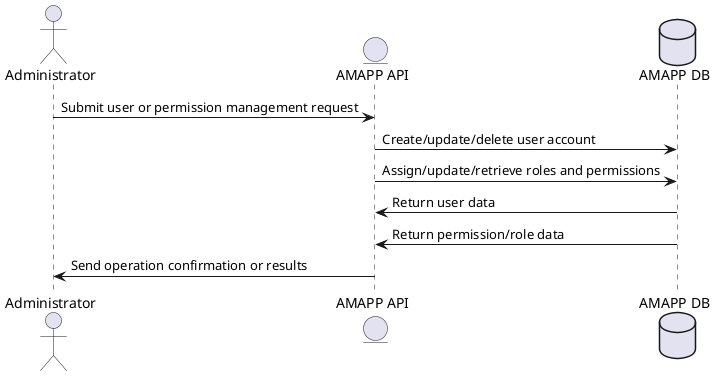 Administrator
AMAPP API
AMAPP DB
Submit user or permission management request
Create/update/delete user account
Assign/update/retrieve roles and permissions
Return user data
Return permission/role data
Send operation confirmation or results
Administrator
AMAPP API
AMAPP DB